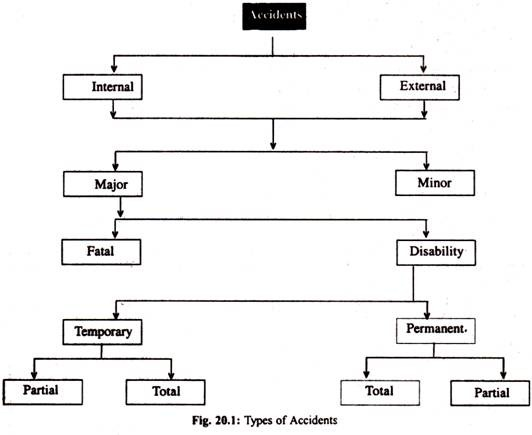 Accidents
Internal
External
Major
Minor
Fatal
Disability
Temporary
Permanent.
Partial
Total
Total
Partial
Fig. 20.1: Types of Accidents